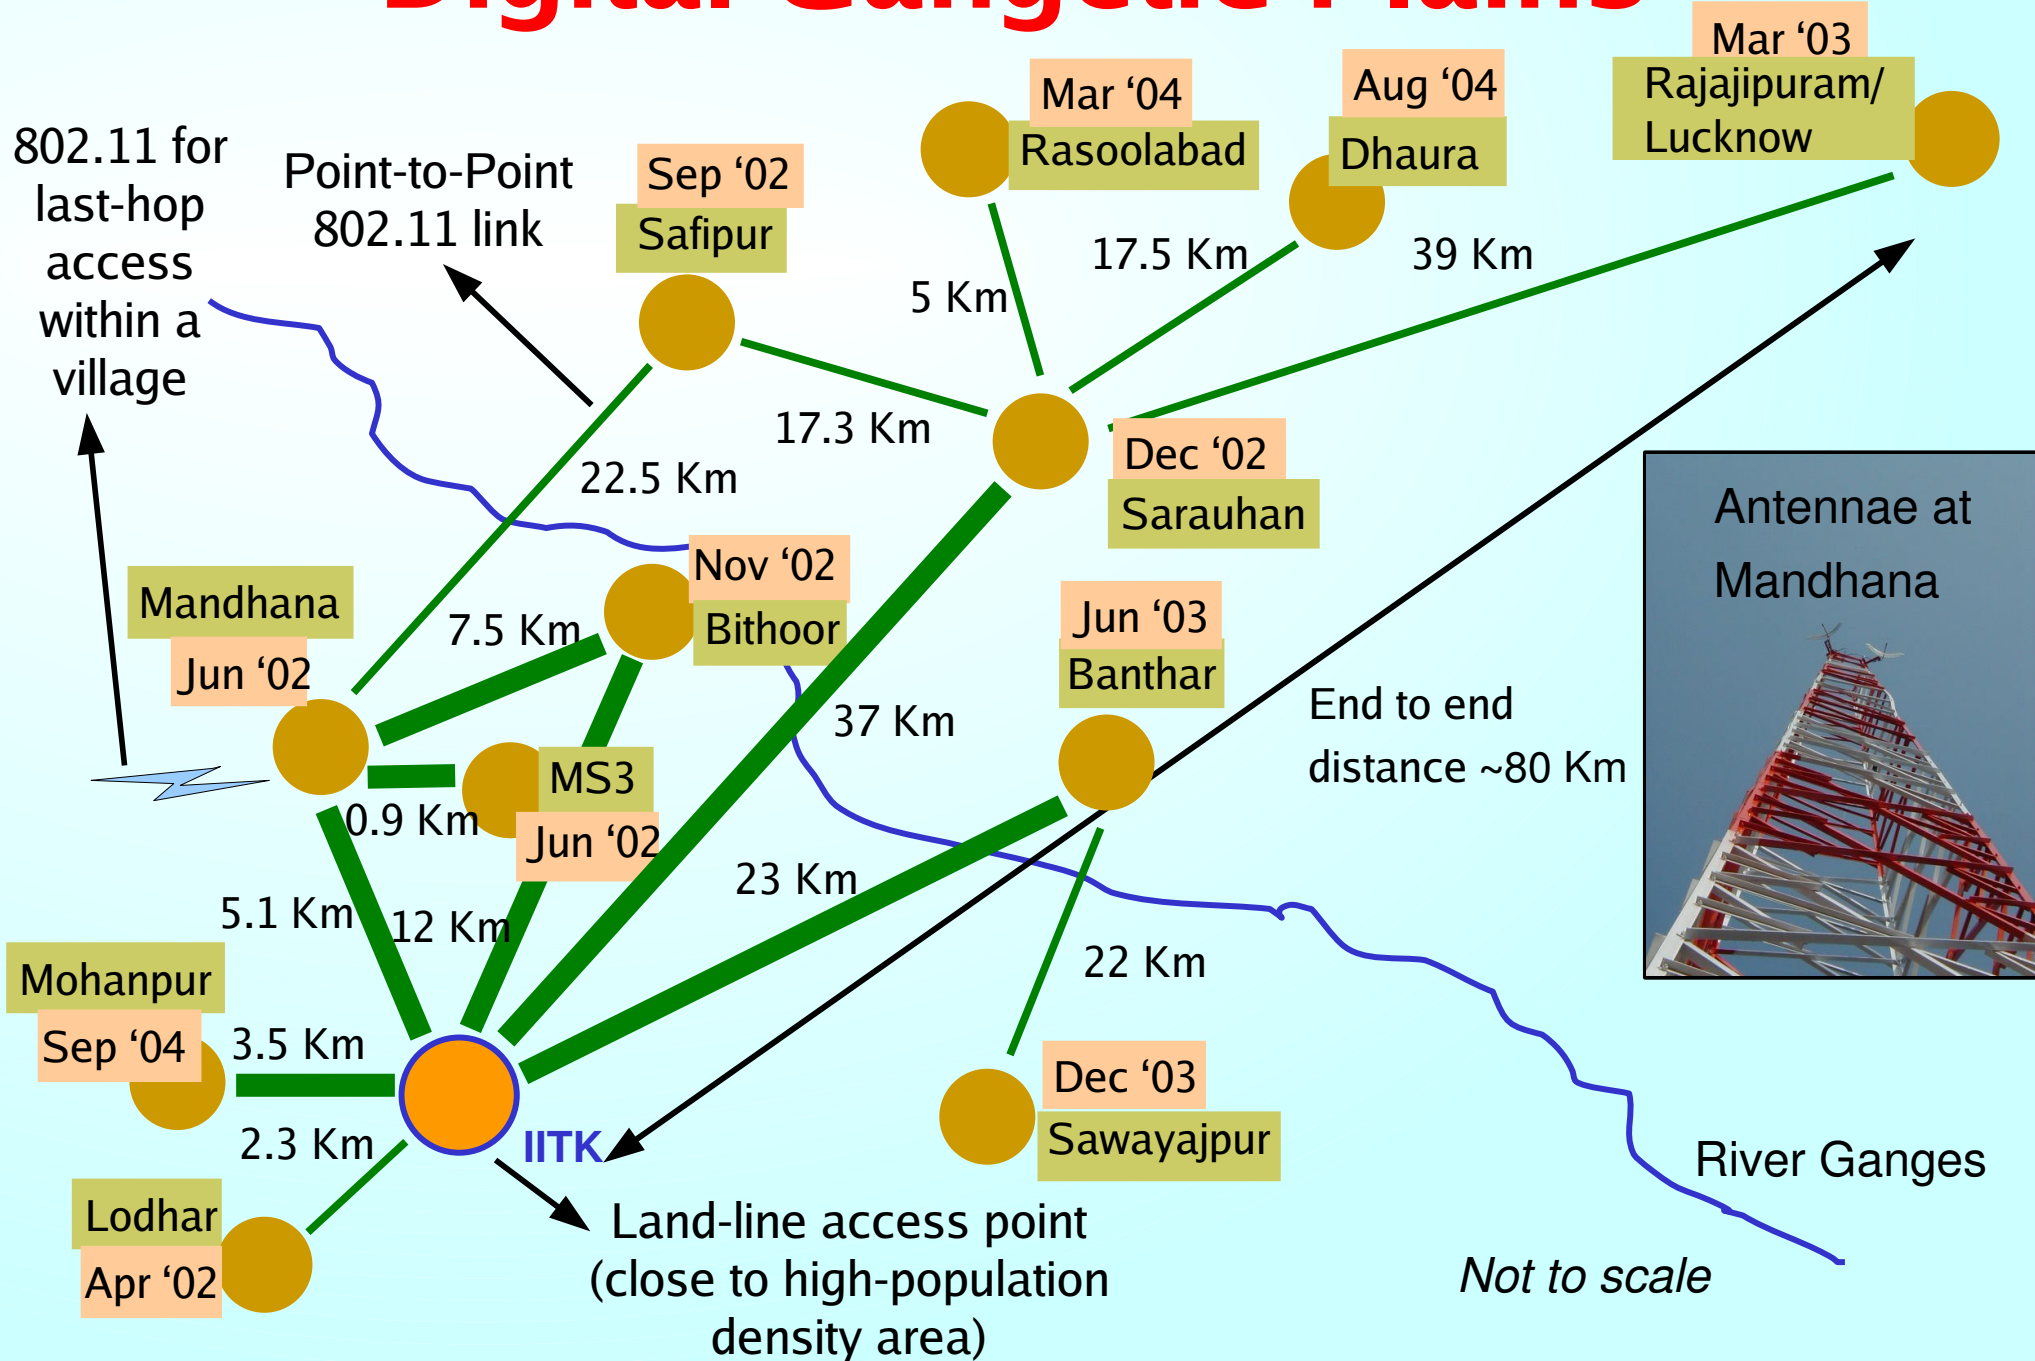 Digital Gangetic Plains
Mar ‘03
Rajajipuram/
Lucknow
Mar ‘04
Rasoolabad
Aug ‘04
Dhaura
802.11 for
last-hop
access
within a
village
Point-to-Point
802.11 link
Sep ‘02
Safipur
5 Km
17.5 Km
39 Km
17.3 Km
22.5 Km
Dec ‘02
Sarauhan
Antennae at
Mandhana
Nov ‘02
Bithoor
Mandhana
Jun ‘02
7.5 Km
Jun ‘03
Banthar
37 Km
End to end
distance ~80 Km
MS3
Jun ‘02
0.9 Km
23 Km
5.1 Km
12 Km
22 Km
Mohanpur
Sep ‘04
3.5 Km
2.3 Km
IITK
Dec ‘03
Sawayajpur
River Ganges
Lodhar
Apr ‘02
Land-line access point
(close to high-population
density area)
Not to scale